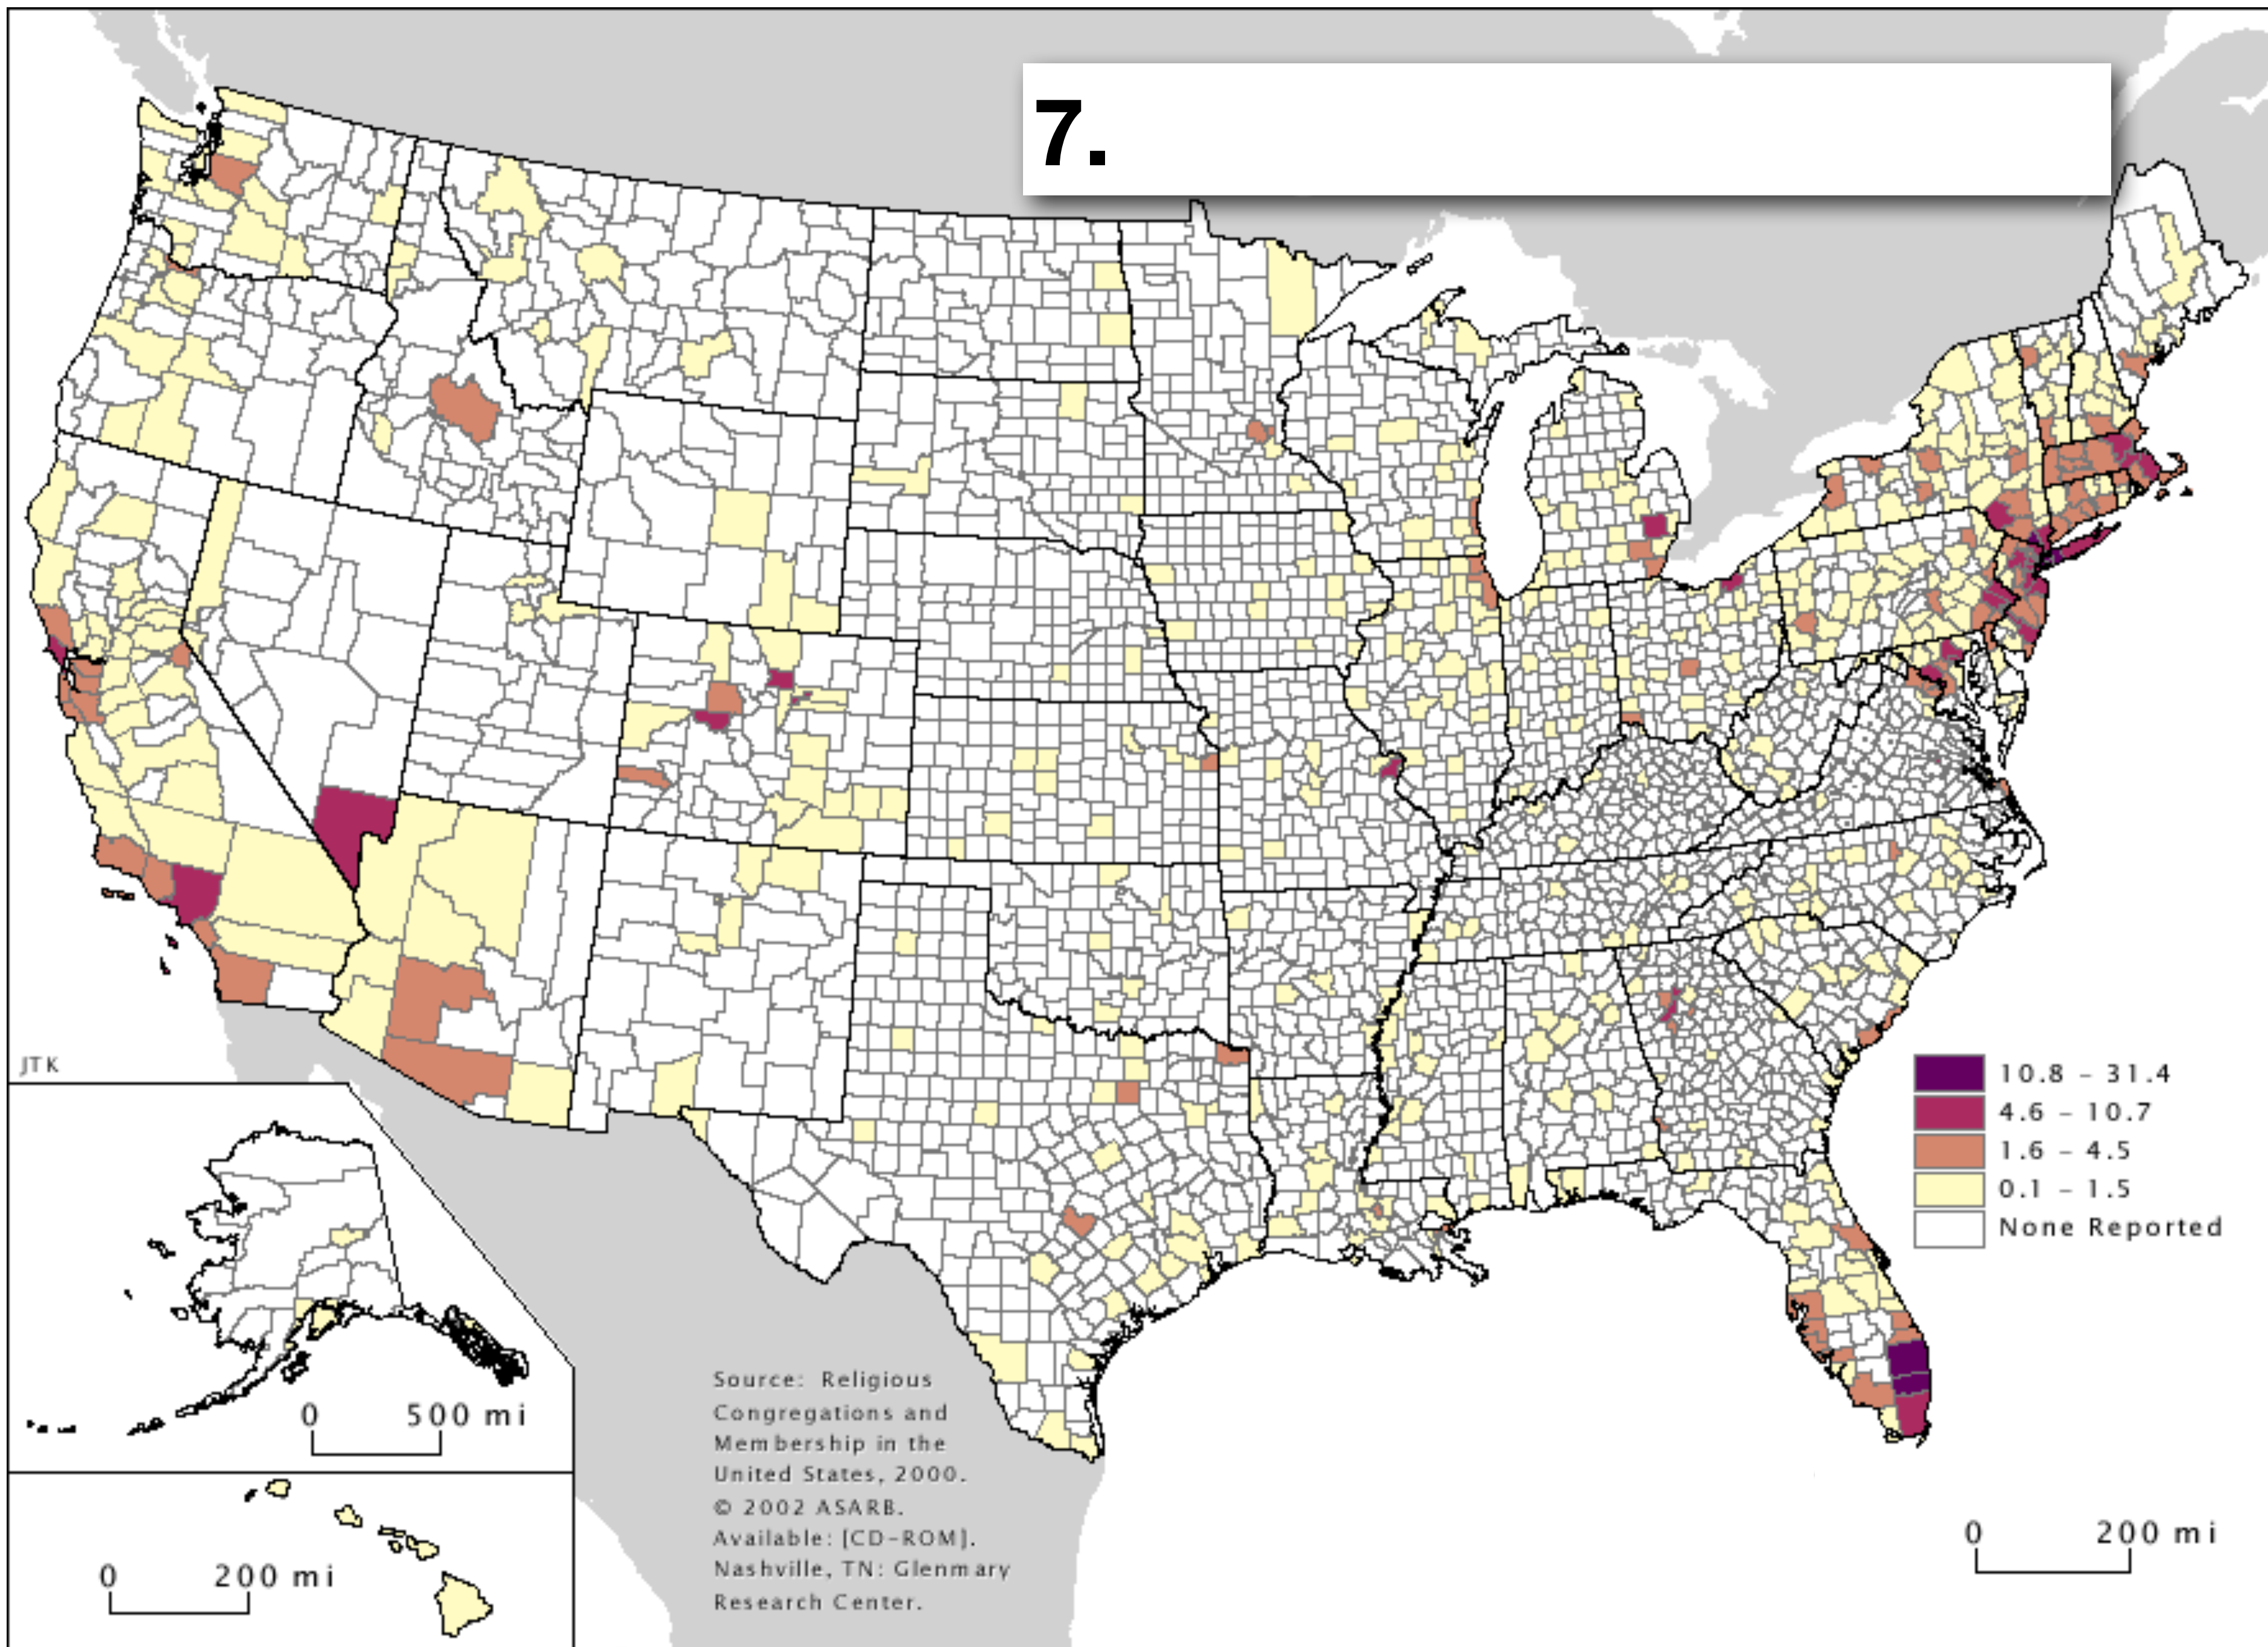 7.
JTK
10.8 – 31.4
4.6 – 10.7
1.6 – 4.5
0.1 – 1.5
None Reported
0 500 mi
0 200 mi
Source: Religious
Congregations and
Membership in the
United States, 2000.
© 2002 ASARB.
Available: [CD-ROM].
Nashville, TN: Glenmary
Research Center.
0 200 mi